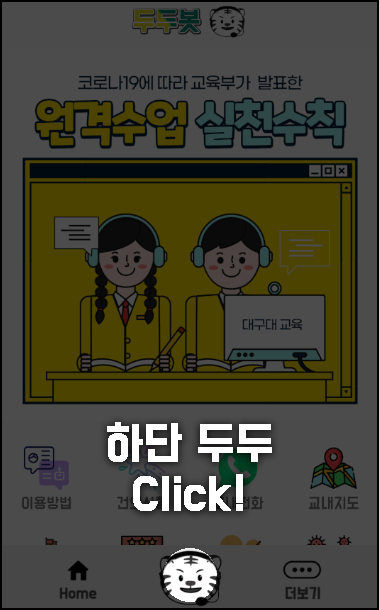 두두봇
코로나19에 따라 교육부가 발표한
원격수업 실천수칙
대구대 교육
하단 두두
Click!
이용방법
교내지도
Home
더보기